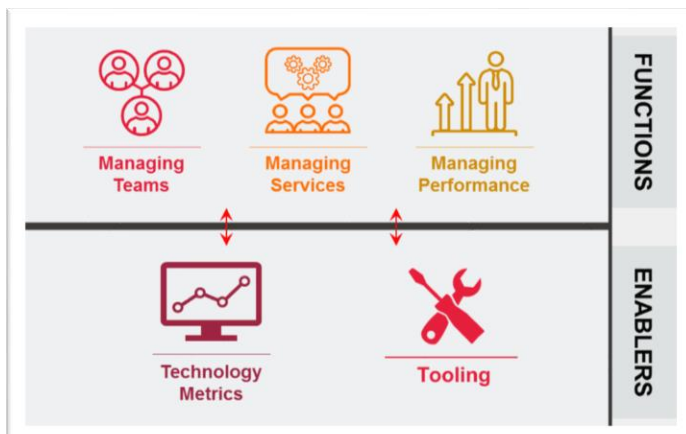 Managing
Teams
Managing
Services
Managing
Performance
FUNCTIONS
Technology
Metrics
Tooling
ENABLERS